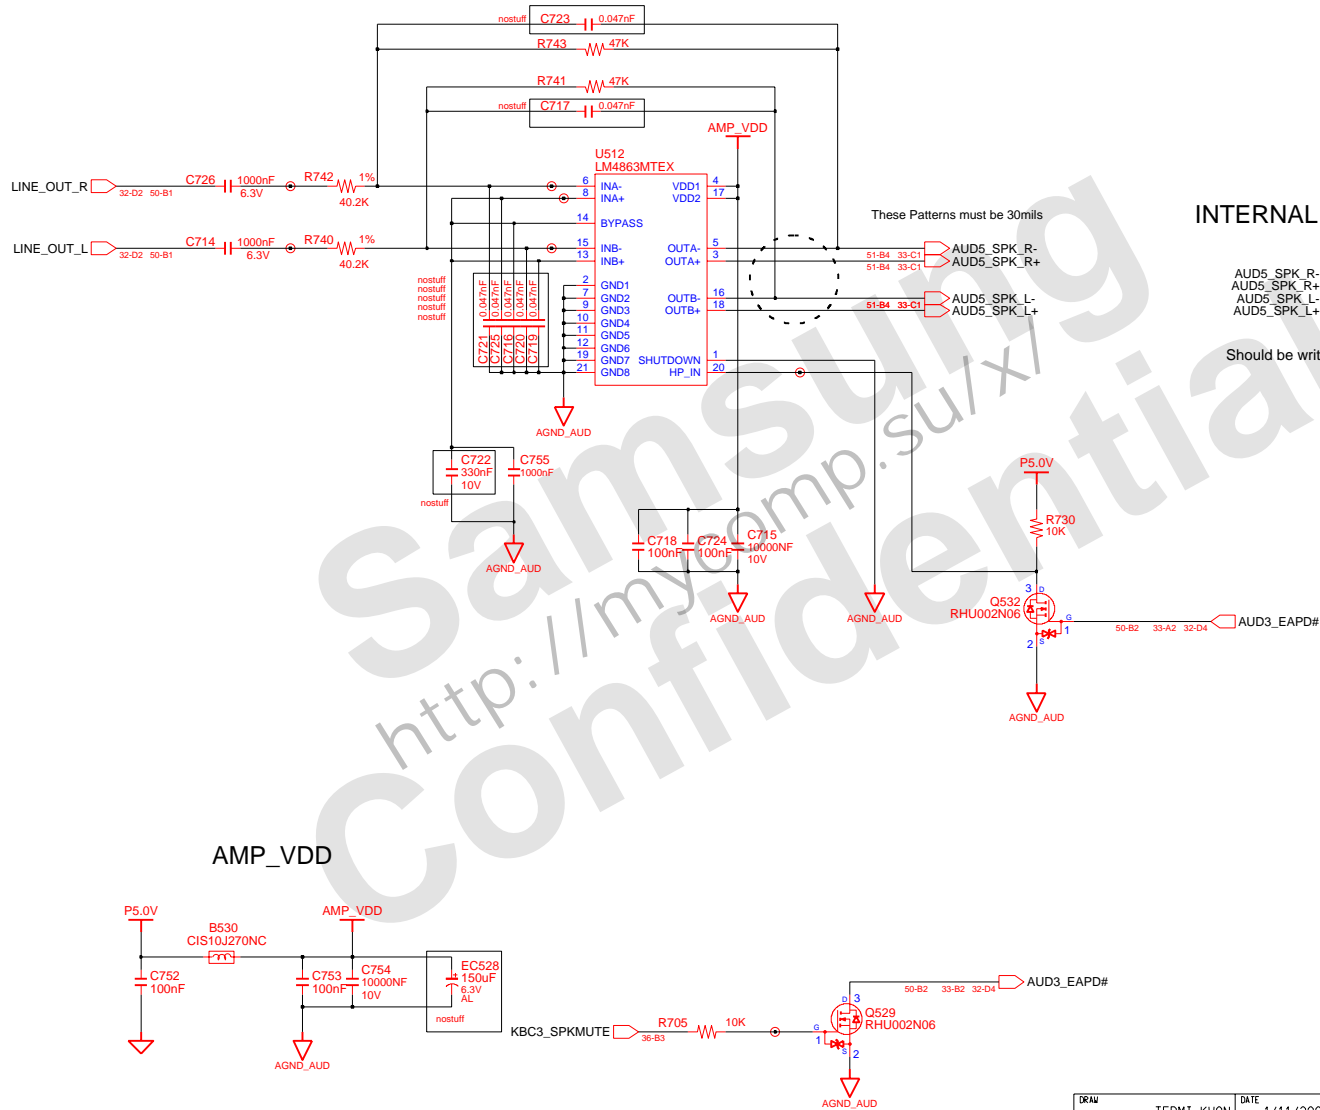 nostuff C723 0.047nF
R743 47K
R741 47K
nostuff C717 0.047nF
AMP_VDD
U512
LM4863MTEX
LINE_OUT_R 32-D2 50-B1 C726 1000nF 6.3V R742 1% 40.2K
LINE_OUT_L 32-D2 50-B1 C714 1000nF 6.3V R740 1% 40.2K
6 INA-
8 INA+
14 BYPASS
15 INB-
13 INB+
2 GND1
7 GND2
9 GND3
10 GND4
11 GND5
12 GND6
19 GND7
21 GND8
VDD1 4
VDD2 17
OUTA- 5
OUTA+ 3
OUTB- 16
OUTB+ 18
SHUTDOWN 1
HP_IN 20
These Patterns must be 30mils
51-B4 33-C1 AUD5_SPK_R-
51-B4 33-C1 AUD5_SPK_R+
AUD5_SPK_L-
51-B4 33-C1 AUD5_SPK_L+
INTERNAL
AUD5_SPK_R-
AUD5_SPK_R+
AUD5_SPK_L-
AUD5_SPK_L+
Should be writ
nostuff
nostuff
nostuff
nostuff
nostuff
C721 0.047nF
C725 0.047nF
C716 0.047nF
C720 0.047nF
C719 0.047nF
AGND_AUD
C722
330nF
10V
nostuff
C755
1000nF
AGND_AUD
C718
100nF
C724
100nF
C715
10000NF
10V
AGND_AUD
AGND_AUD
P5.0V
R730
10K
3 D
Q532
RHU002N06
G 1
S 2
50-B2 33-A2 32-D4 AUD3_EAPD#
AGND_AUD
Samsung
Confidential
http://mycomp.su/x/
AMP_VDD
P5.0V
B530
CIS10J270NC
AMP_VDD
C752
100nF
C753
100nF
C754
10000NF
10V
EC528
150uF
6.3V
AL
nostuff
AGND_AUD
KBC3_SPKMUTE 36-B3 R705 10K
50-B2 33-B2 32-D4 AUD3_EAPD#
D 3
Q529
RHU002N06
G 1
S 2
AGND_AUD
DRAW
DATE